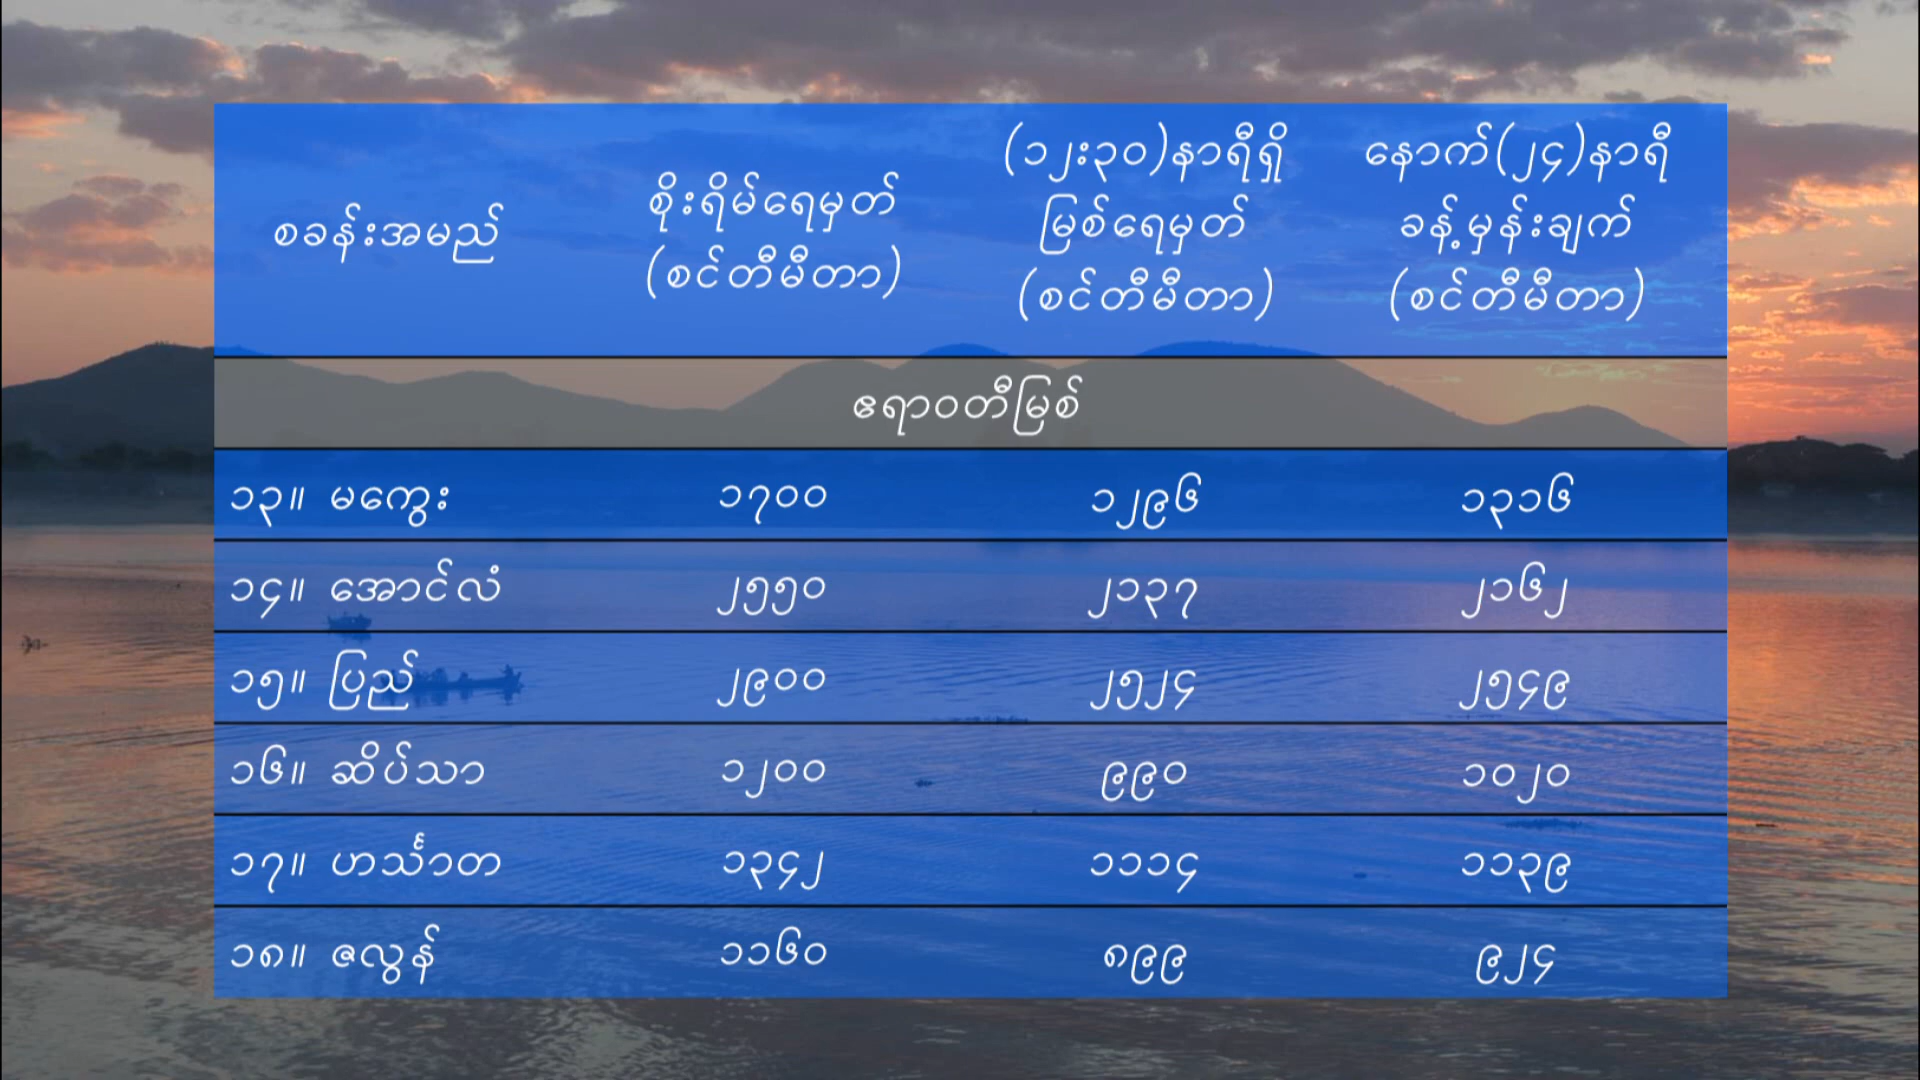 စခန်းအမည်
စိုးရိမ်ရေမှတ်
(စင်တီမီတာ)
(၁၂း၃၀)နာရီရှိ
မြစ်ရေမှတ်
(စင်တီမီတာ)
နောက်(၂၄)နာရီ
ခန့်မှန်းချက်
(စင်တီမီတာ)
ဧရာဝတီမြစ်
၁၃။ မကွေး ၁၇၀၀ ၁၂၉၆ ၁၃၁၆
၁၄။ အောင်လံ ၂၅၅၀ ၂၁၃၇ ၂၁၆၂
၁၅။ ပြည် ၂၉၀၀ ၂၅၂၄ ၂၅၄၉
၁၆။ ဆိပ်သာ ၁၂၀၀ ၉၉၀ ၁၀၂၀
၁၇။ ဟင်္သာတ ၁၃၄၂ ၁၁၁၄ ၁၁၃၉
၁၈။ ဇလွန် ၁၁၆၀ ၈၉၉ ၉၂၄